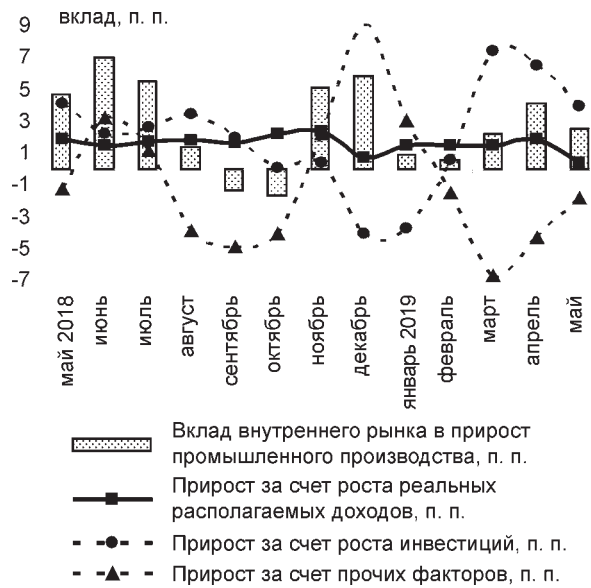 вклад, п. п.
9
7
5
3
1
-1
-3
-5
-7
май 2018
июнь
июль
август
сентябрь
октябрь
ноябрь
декабрь
январь 2019
февраль
март
апрель
май
Вклад внутреннего рынка в прирост
промышленного производства, п. п.
Прирост за счет роста реальных
располагаемых доходов, п. п.
Прирост за счет роста инвестиций, п. п.
Прирост за счет прочих факторов, п. п.